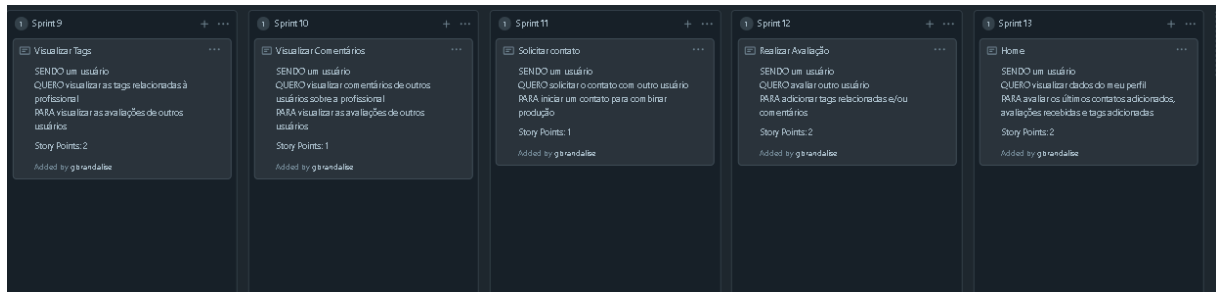 1 Sprint 9
Visualizar Tags
SENDO um usuário
QUERO visualizar as tags relacionadas à
profissional
PARA visualizar as avaliações de outros
usuários
Story Points: 2
Added by gbrandalise
1 Sprint 10
Visualizar Comentários
SENDO um usuário
QUERO visualizar comentários de outros
usuários sobre a profissional
PARA visualizar as avaliações de outros
usuários
Story Points: 1
Added by gbrandalise
1 Sprint 11
Solicitar contato
SENDO um usuário
QUERO solicitar o contato com outro usuário
PARA iniciar um contato para combinar
produção
Story Points: 1
Added by gbrandalise
1 Sprint 12
Realizar Avaliação
SENDO um usuário
QUERO avaliar outro usuário
PARA adicionar tags relacionadas e/ou
comentários
Story Points: 2
Added by gbrandalise
1 Sprint 13
Home
SENDO um usuário
QUERO visualizar dados do meu perfil
PARA avaliar os últimos contatos adicionados,
avaliações recebidas e tags adicionadas
Story Points: 2
Added by gbrandalise